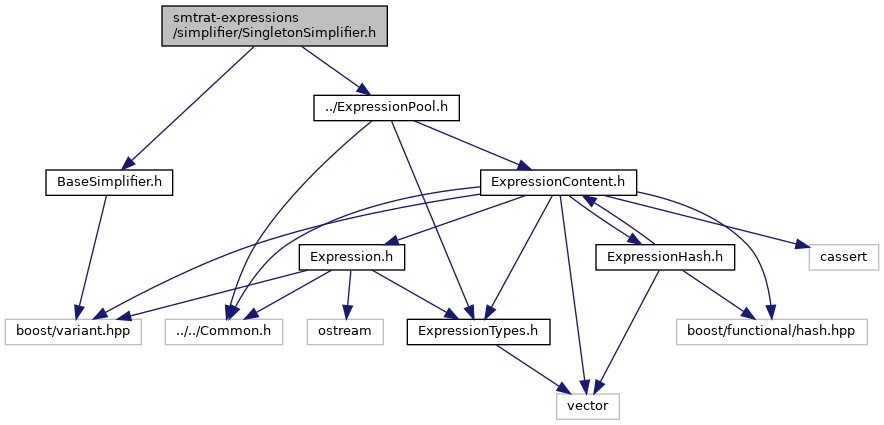 smtrat-expressions
/simplifier/SingletonSimplifier.h
../ExpressionPool.h
BaseSimplifier.h
ExpressionContent.h
Expression.h
ExpressionHash.h
cassert
boost/variant.hpp
../../Common.h
ostream
ExpressionTypes.h
boost/functional/hash.hpp
vector